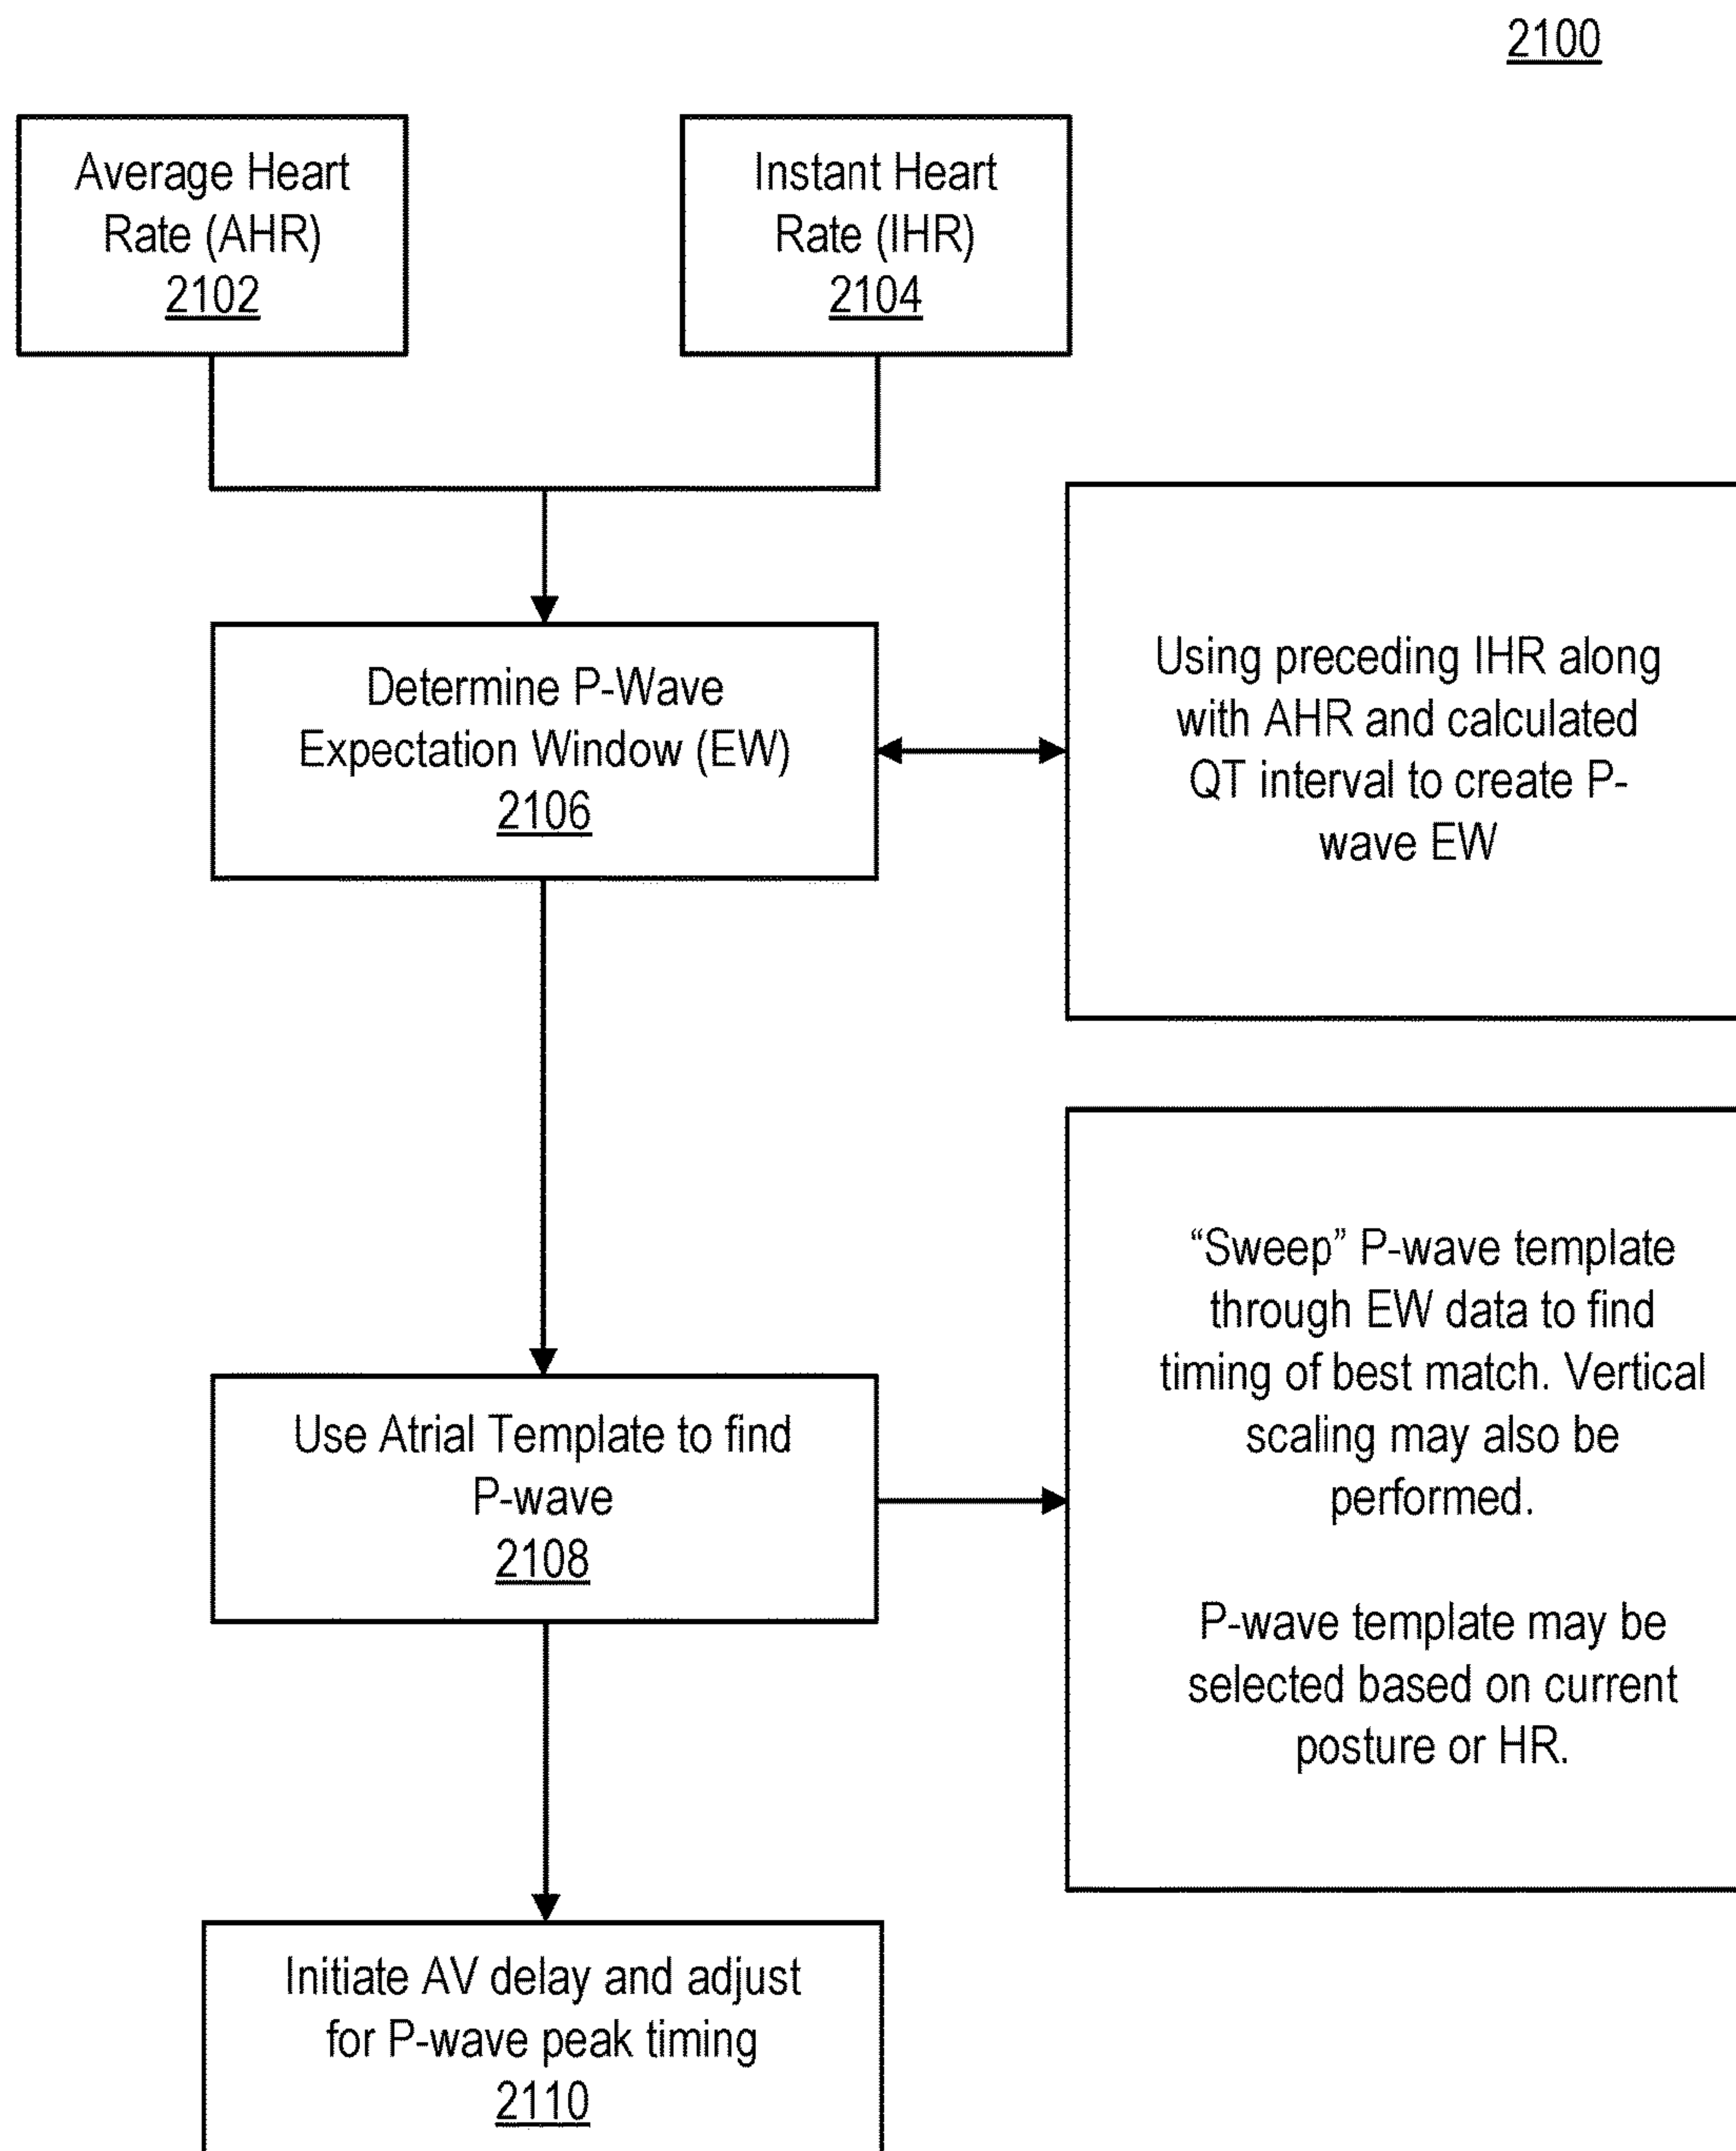 2100
Average Heart
Rate (AHR)
2102
Instant Heart
Rate (IHR)
2104
Determine P-Wave
Expectation Window (EW)
2106
Using preceding IHR along
with AHR and calculated
QT interval to create P-
wave EW
Use Atrial Template to find
P-wave
2108
“Sweep” P-wave template
through EW data to find
timing of best match. Vertical
scaling may also be
performed.
P-wave template may be
selected based on current
posture or HR.
Initiate AV delay and adjust
for P-wave peak timing
2110